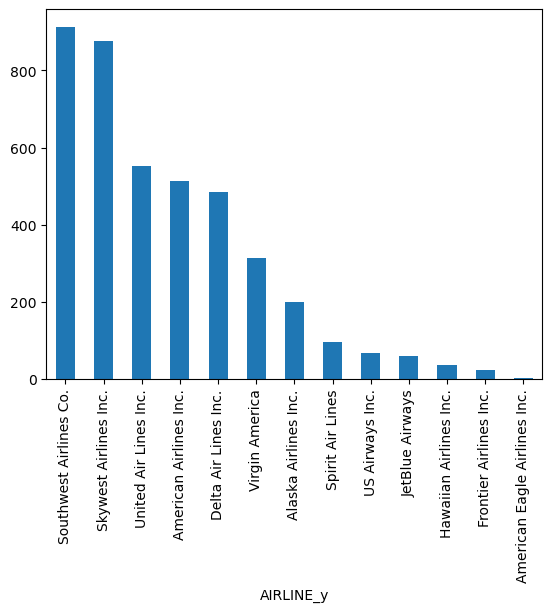 800
600
400
200
0
Southwest Airlines Co.
Skywest Airlines Inc.
United Air Lines Inc.
American Airlines Inc.
Delta Air Lines Inc.
Virgin America
Alaska Airlines Inc.
Spirit Air Lines
US Airways Inc.
JetBlue Airways
Hawaiian Airlines Inc.
Frontier Airlines Inc.
American Eagle Airlines Inc.
AIRLINE_y